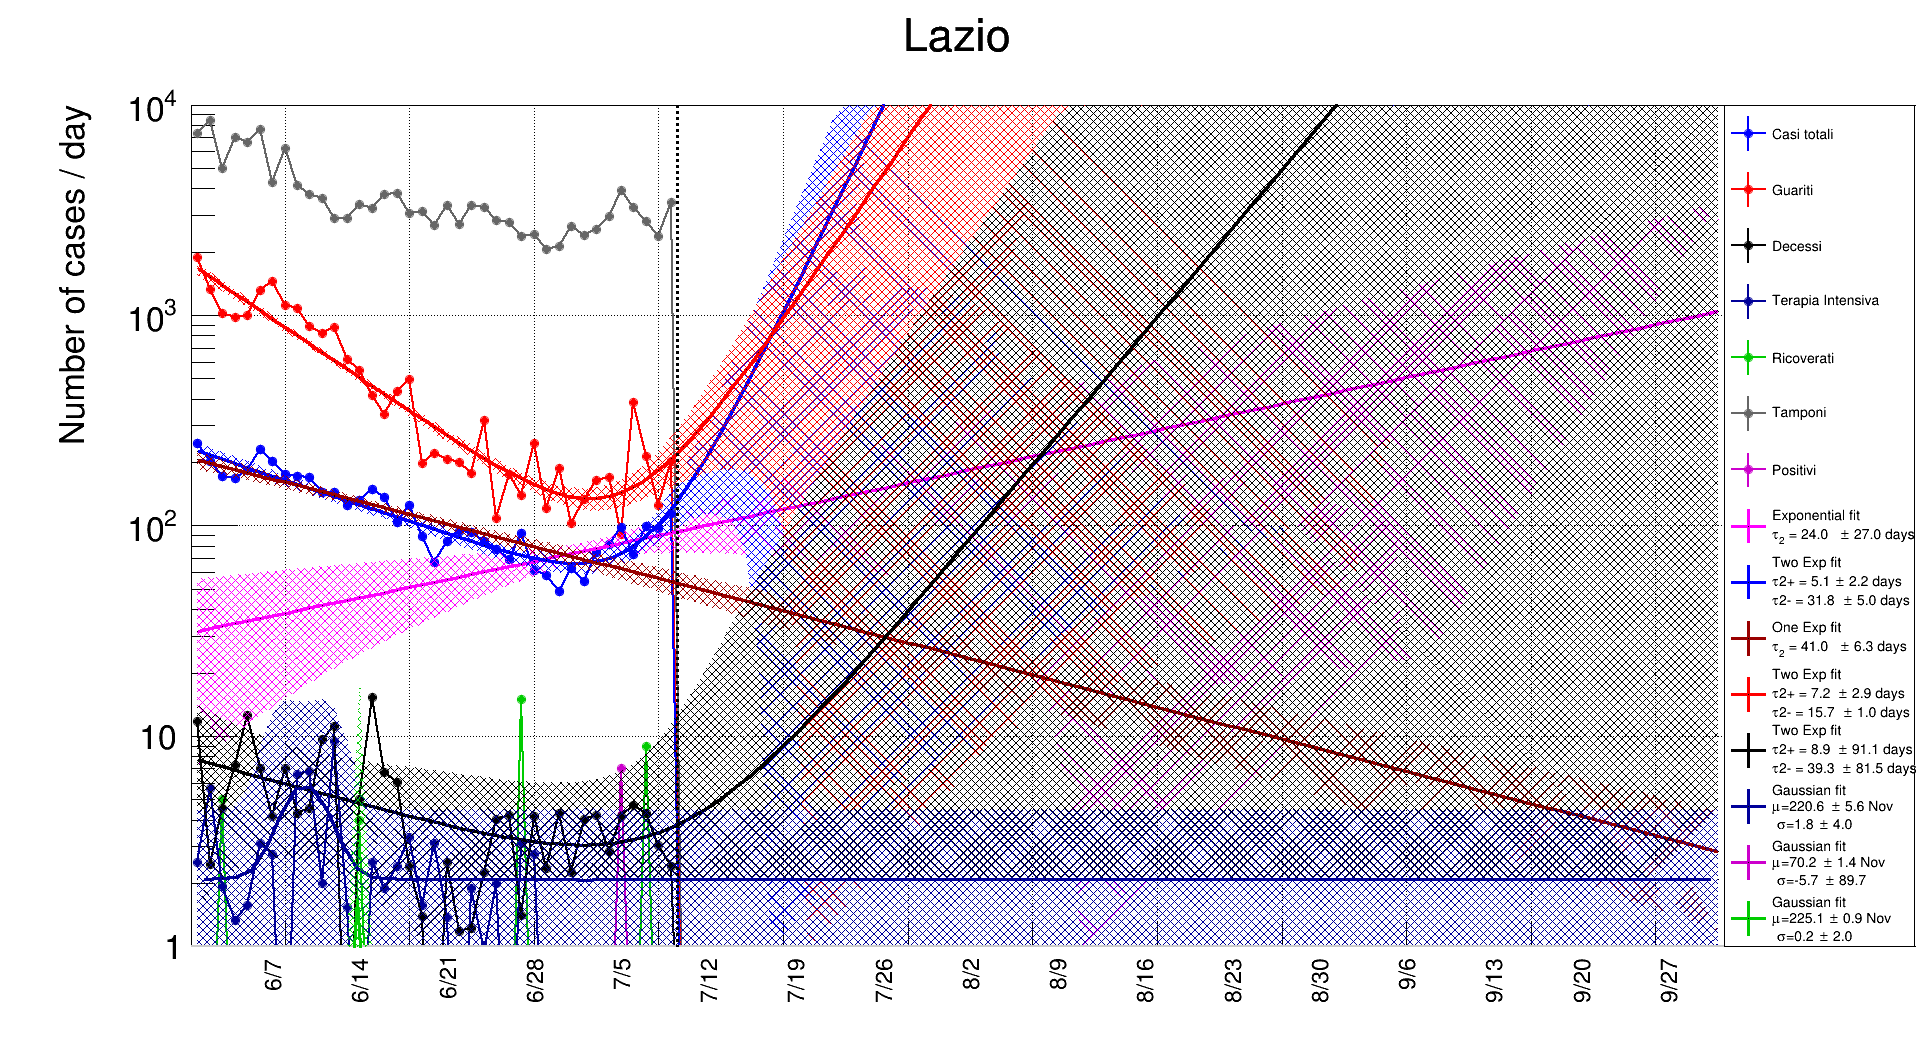 Lazio
Number of cases / day
10⁴
10³
10²
10
1
6/7
6/14
6/21
6/28
7/5
7/12
7/19
7/26
8/2
8/9
8/16
8/23
8/30
9/6
9/13
9/20
9/27
Casi totali
Guariti
Decessi
Terapia Intensiva
Ricoverati
Tamponi
Positivi
Exponential fit
τ₂ = 24.0 ± 27.0 days
Two Exp fit
τ2+ = 5.1 ± 2.2 days
τ2- = 31.8 ± 5.0 days
One Exp fit
τ₂ = 41.0 ± 6.3 days
Two Exp fit
τ2+ = 7.2 ± 2.9 days
τ2- = 15.7 ± 1.0 days
Two Exp fit
τ2+ = 8.9 ± 91.1 days
τ2- = 39.3 ± 81.5 days
Gaussian fit
μ=220.6 ± 5.6 Nov
σ=1.8 ± 4.0
Gaussian fit
μ=70.2 ± 1.4 Nov
σ=-5.7 ± 89.7
Gaussian fit
μ=225.1 ± 0.9 Nov
σ=0.2 ± 2.0